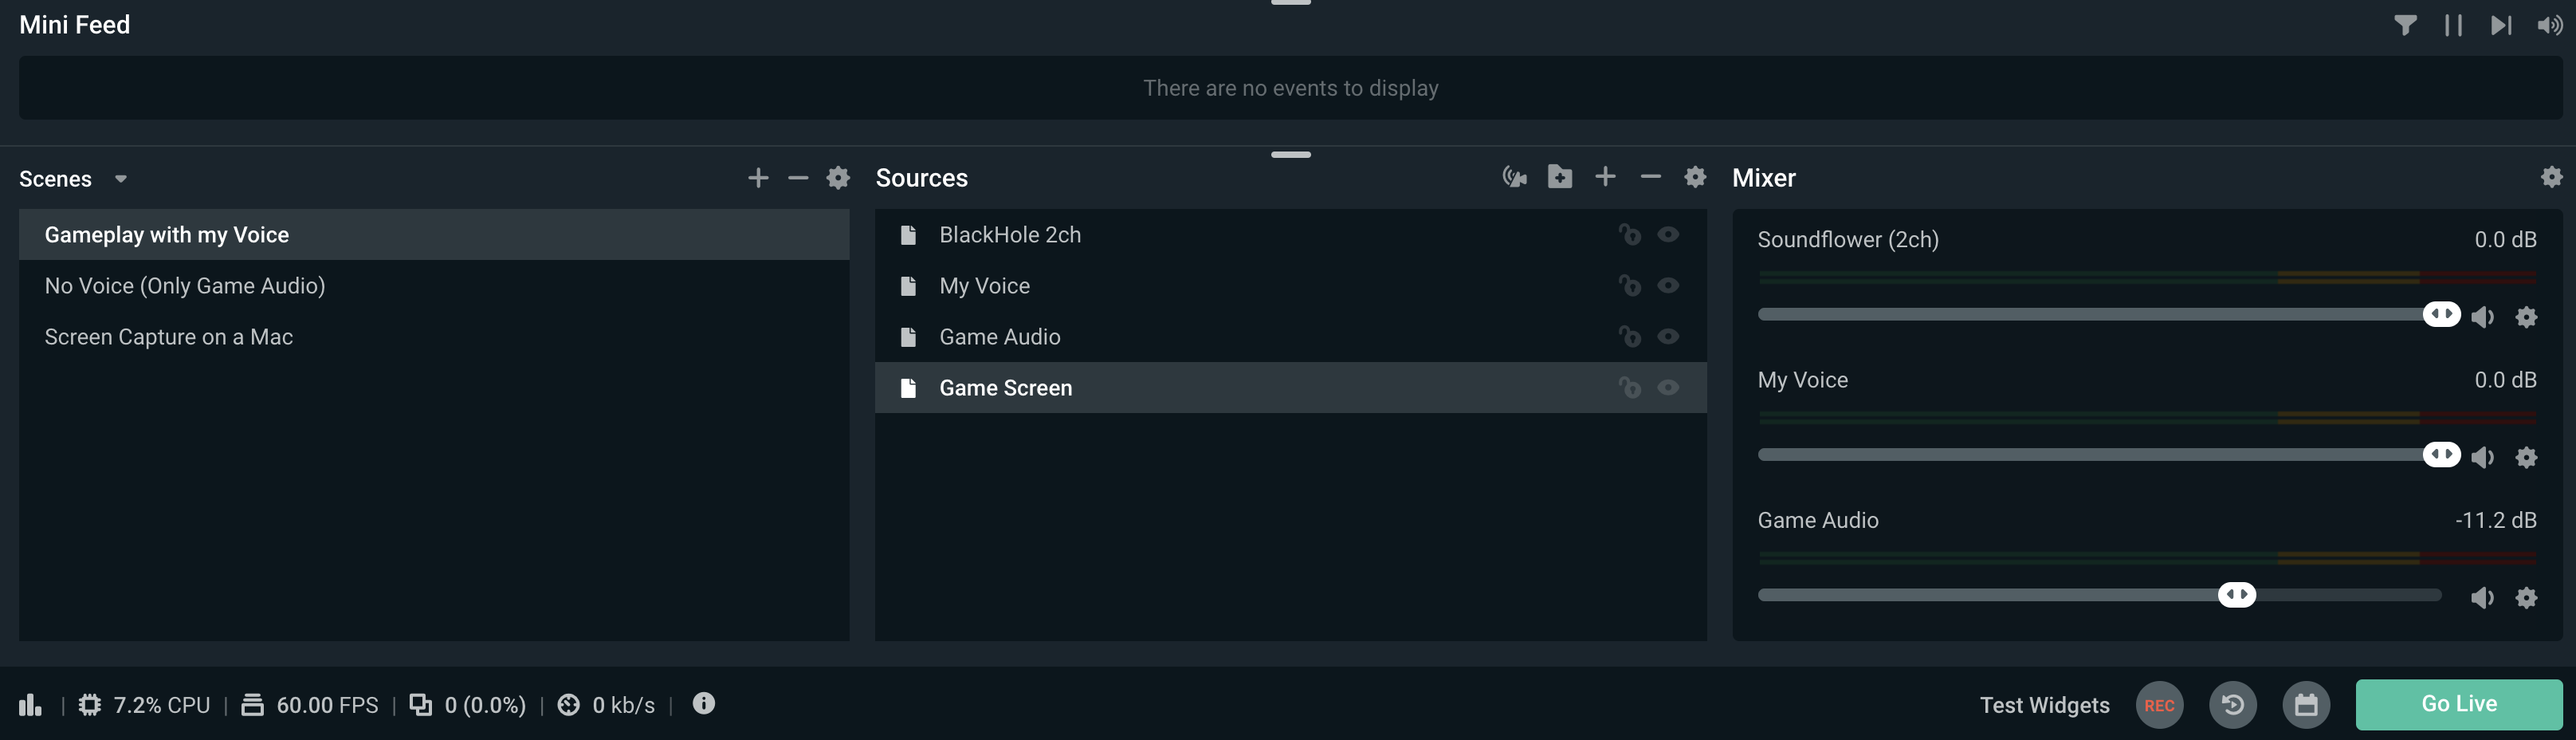 Mini Feed
There are no events to display
Scenes
Gameplay with my Voice
No Voice (Only Game Audio)
Screen Capture on a Mac
Sources
BlackHole 2ch
My Voice
Game Audio
Game Screen
Mixer
Soundflower (2ch) 0.0 dB
My Voice 0.0 dB
Game Audio -11.2 dB
7.2% CPU | 60.00 FPS | 0 (0.0%) | 0 kb/s |
Test Widgets REC Go Live